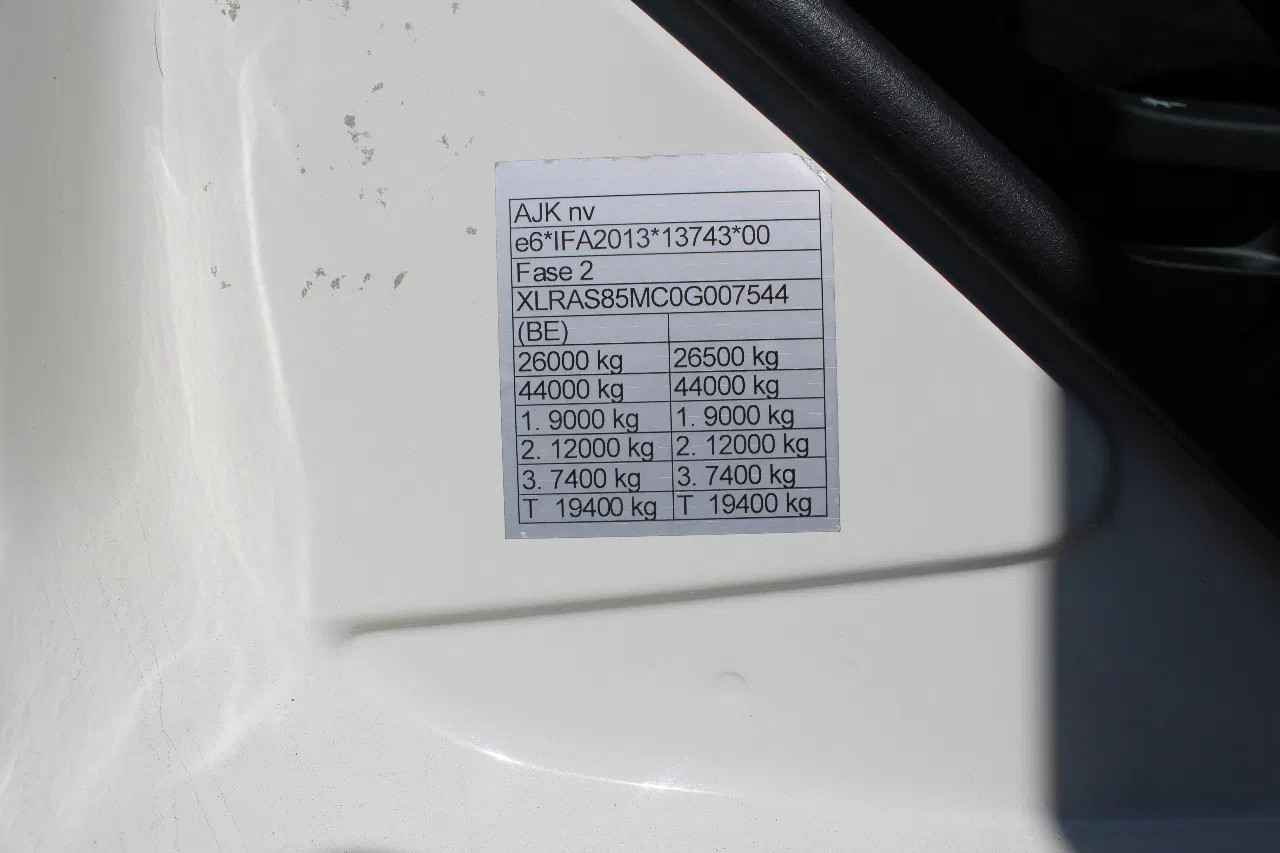 AJK nv
e6*IFA2013*13743*00
Fase 2
XLRAS85MC0G007544
(BE)
26000 kg 26500 kg
44000 kg 44000 kg
1. 9000 kg 1. 9000 kg
2. 12000 kg 2. 12000 kg
3. 7400 kg 3. 7400 kg
T 19400 kg T 19400 kg